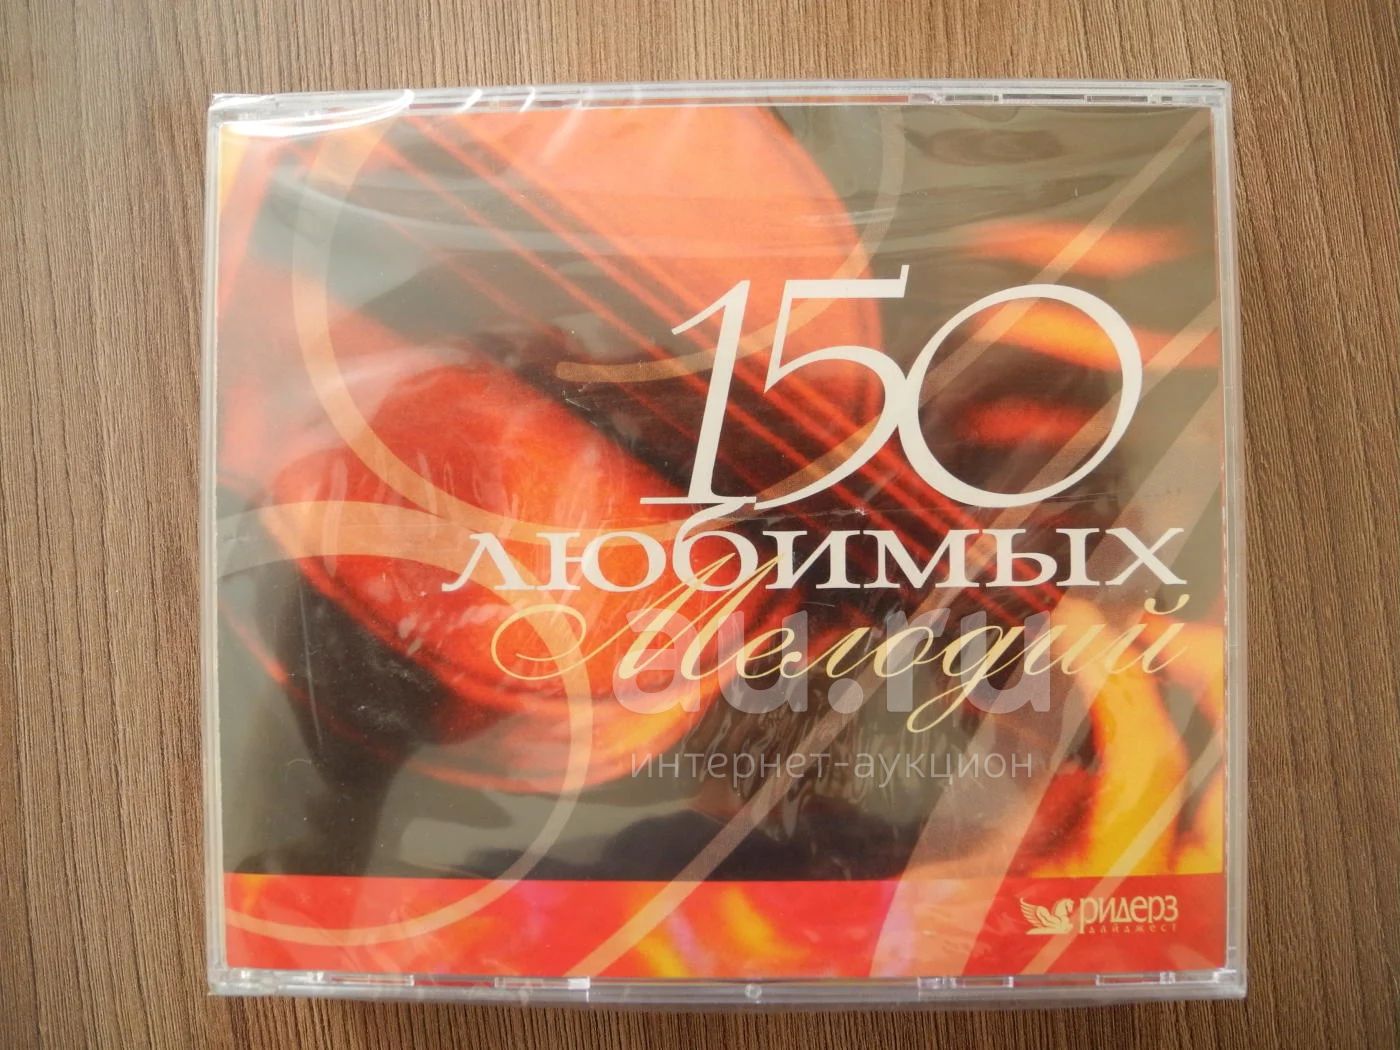 150
любимых
Мелодий
au.ru
интернет-аукцион
РИДЕРЗ
ДАЙДЖЕСТ